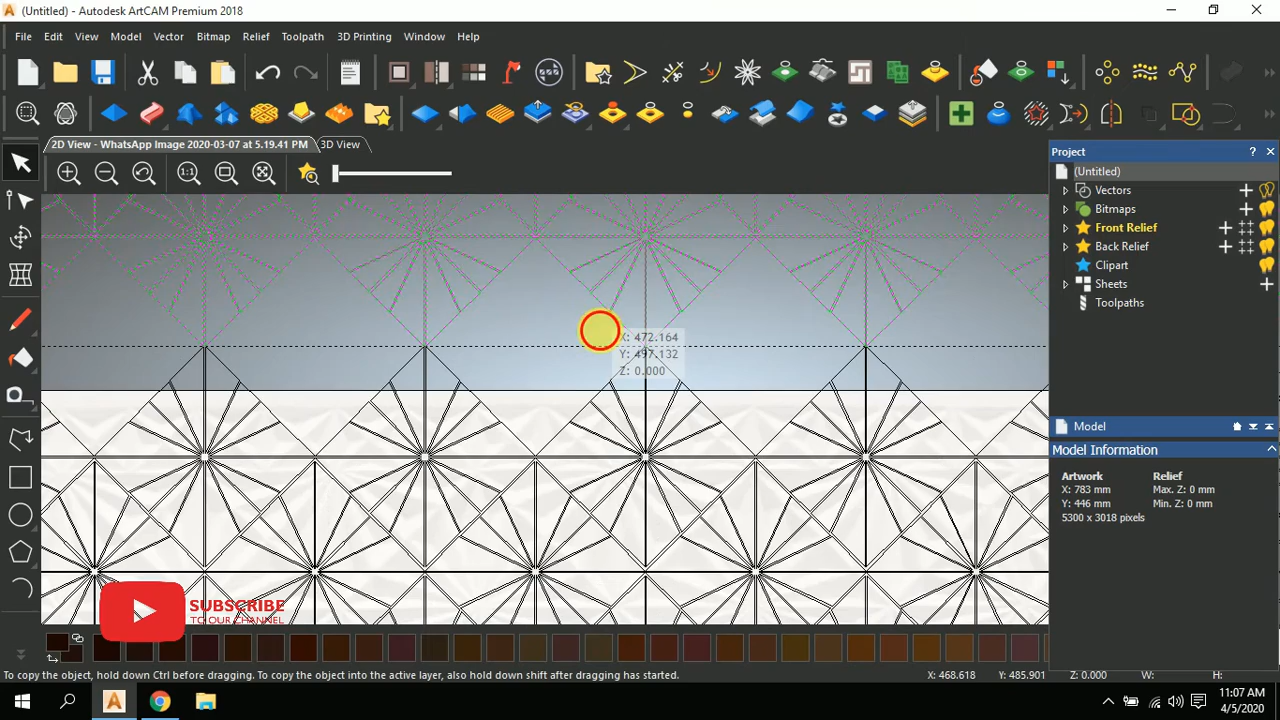 (Untitled) - Autodesk ArtCAM Premium 2018
File Edit View Model Vector Bitmap Relief Toolpath 3D Printing Window Help
2D View - WhatsApp Image 2020-03-07 at 5.19.41 PM 3D View
1:1
Project
(Untitled)
Vectors
Bitmaps
Front Relief
Back Relief
Clipart
Sheets
Toolpaths
X: 472.164
Y: 497.132
Z: 0.000
Model
Model Information
Artwork Relief
X: 783 mm Max. Z: 0 mm
Y: 446 mm Min. Z: 0 mm
5300 x 3018 pixels
SUBSCRIBE
TO OUR CHANNEL
To copy the object, hold down Ctrl before dragging. To copy the object into the active layer, also hold down shift after dragging has started. X: 468.618 Y: 485.901 Z: 0.000 W: H:
11:07 AM
4/5/2020